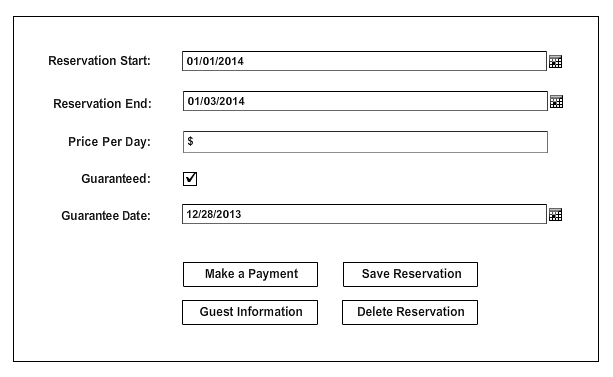 Reservation Start: 01/01/2014
Reservation End: 01/03/2014
Price Per Day: $
Guaranteed:
Guarantee Date: 12/28/2013
Make a Payment Save Reservation
Guest Information Delete Reservation